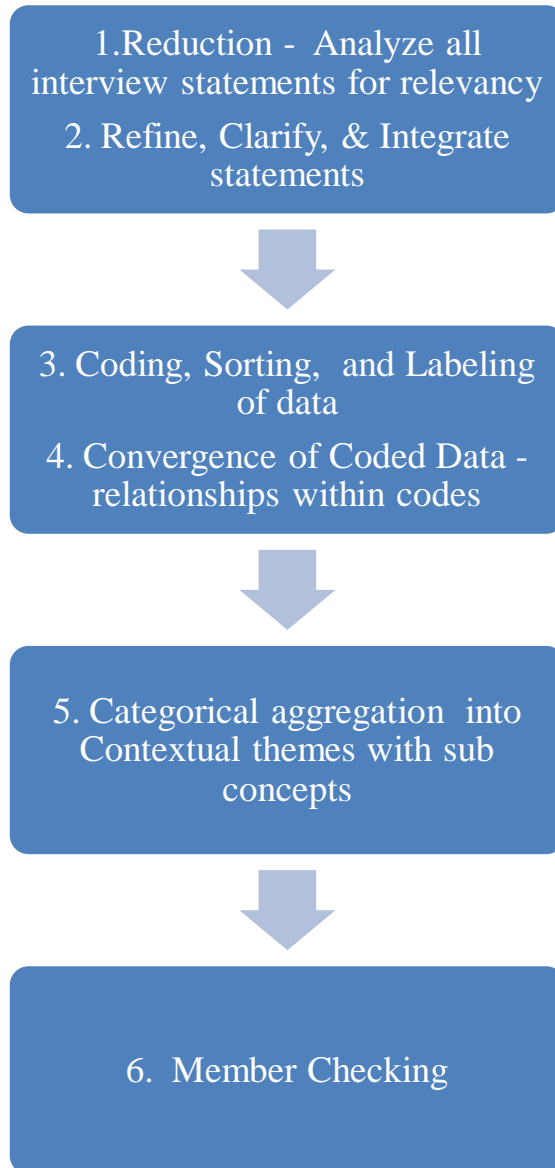 1.Reduction - Analyze all
interview statements for relevancy
2. Refine, Clarify, & Integrate
statements
3. Coding, Sorting, and Labeling
of data
4. Convergence of Coded Data -
relationships within codes
5. Categorical aggregation into
Contextual themes with sub
concepts
6. Member Checking